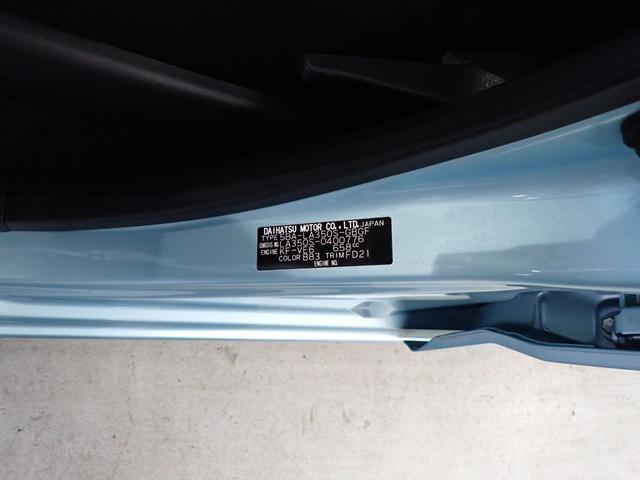 DAIHATSU MOTOR CO., LTD. JAPAN
TYPE 5BA-LA350S-GBGF
CHASSIS NO. LA350S-0400776
ENGINE KF-VE6 658cc
COLOR B83 TRIM FD21
ENGINE NO.